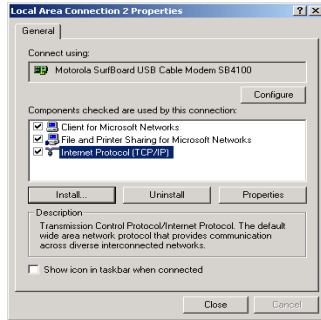 Local Area Connection 2 Properties
General
Connect using:
Motorola SurfBoard USB Cable Modem SB4100
Configure
Components checked are used by this connection:
Client for Microsoft Networks
File and Printer Sharing for Microsoft Networks
Internet Protocol (TCP/IP)
Install... Uninstall Properties
Description
Transmission Control Protocol/Internet Protocol. The default
wide area network protocol that provides communication
across diverse interconnected networks.
Show icon in taskbar when connected
Close Cancel